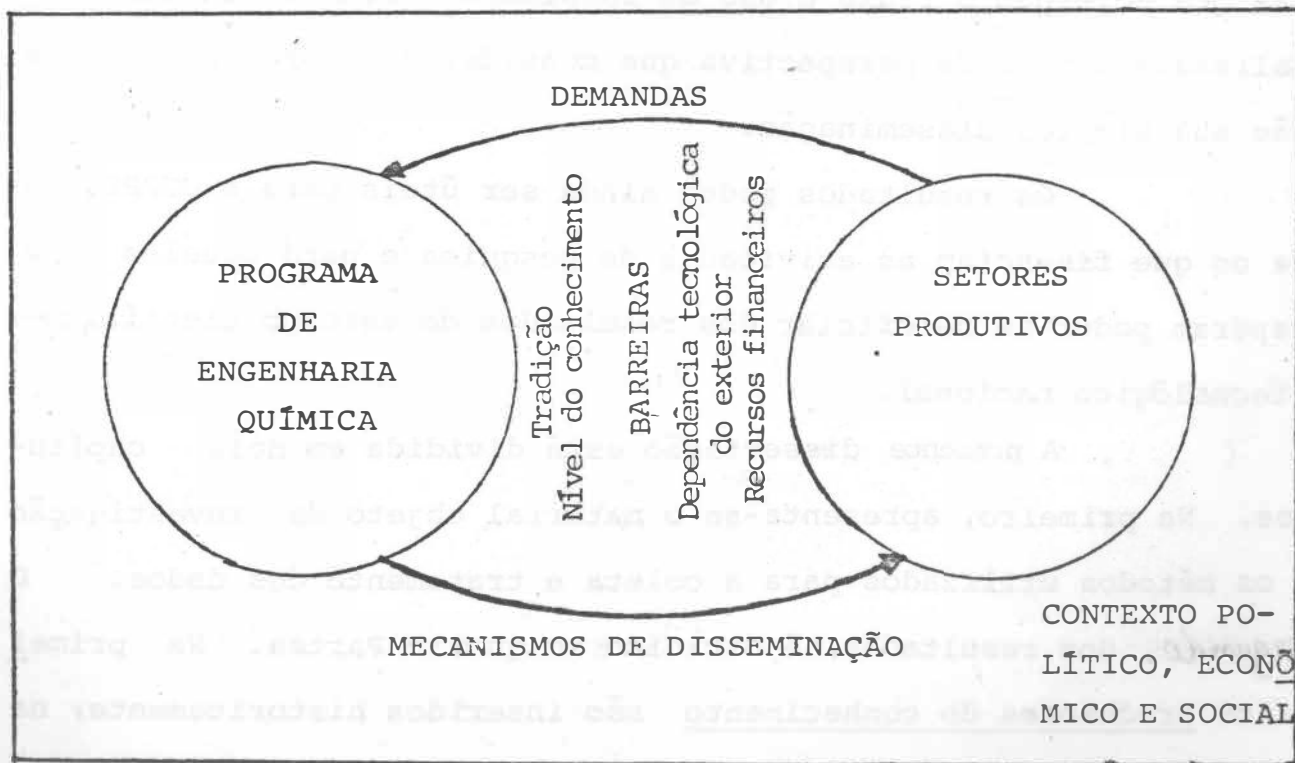 DEMANDAS
PROGRAMA
DE
ENGENHARIA
QUÍMICA
Tradição
Nível do conhecimento
BARREIRAS
Dependência tecnológica
do exterior
Recursos financeiros
SETORES
PRODUTIVOS
MECANISMOS DE DISSEMINAÇÃO
CONTEXTO PO-
LÍTICO, ECONÔ
MICO E SOCIAL